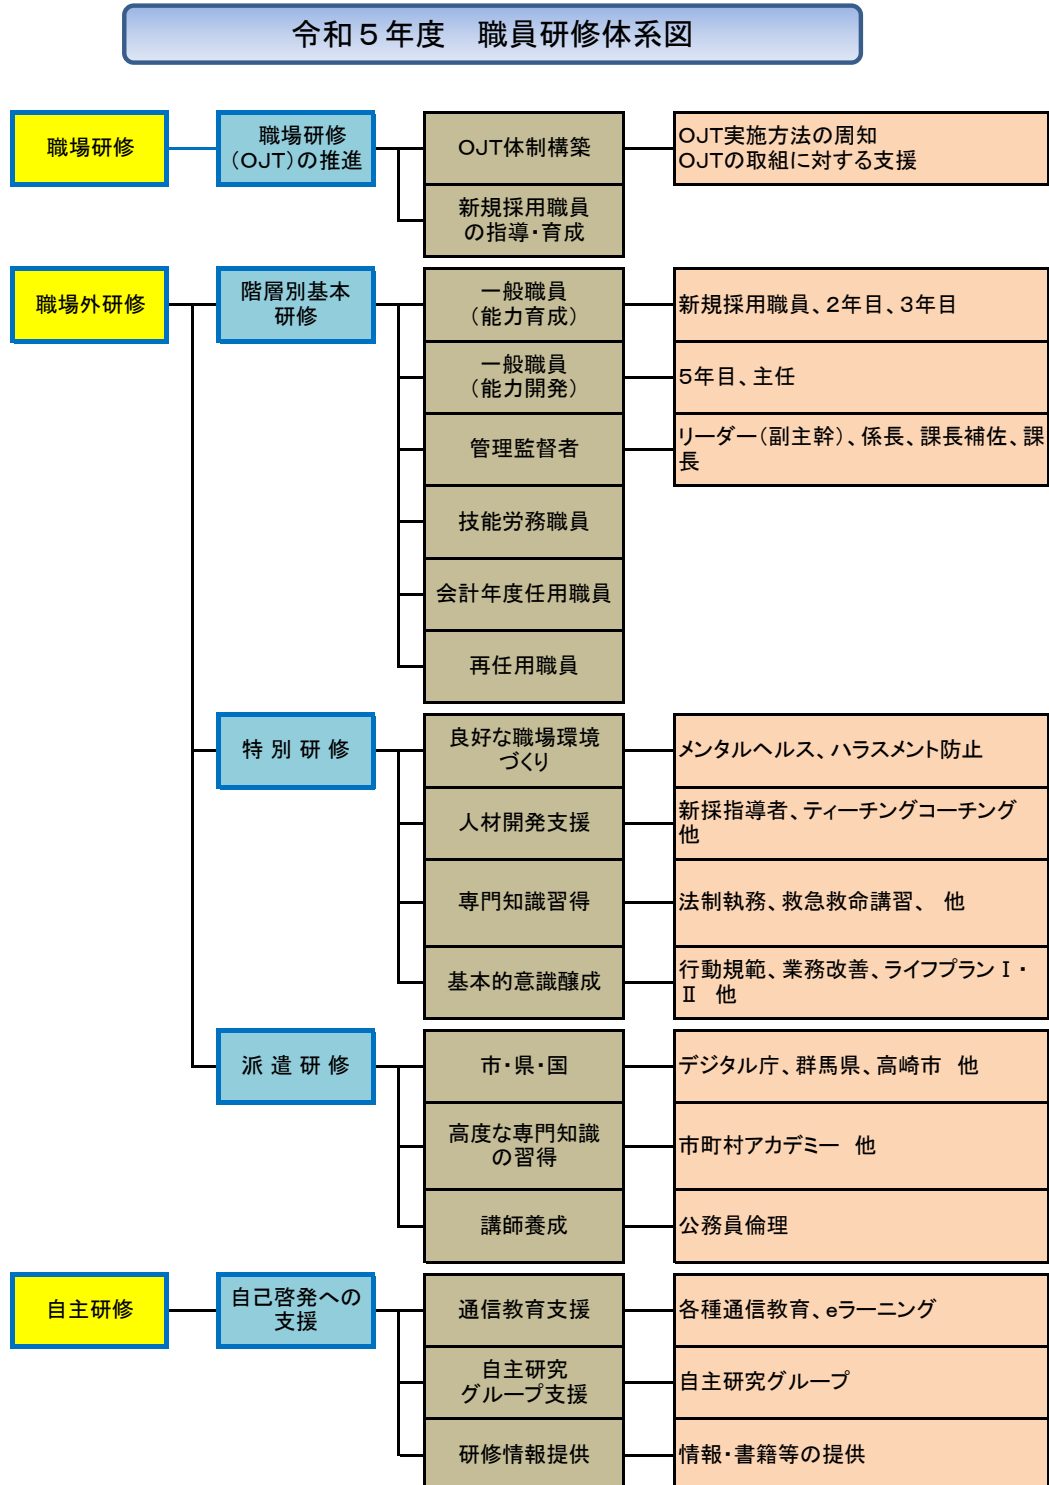 令和５年度　職員研修体系図
職場研修
職場研修
（OJT）の推進
OJT体制構築
OJT実施方法の周知
OJTの取組に対する支援
新規採用職員
の指導・育成
職場外研修
階層別基本
研修
一般職員
（能力育成）
新規採用職員、2年目、3年目
一般職員
（能力開発）
5年目、主任
管理監督者
リーダー（副主幹）、係長、課長補佐、課
長
技能労務職員
会計年度任用職員
再任用職員
特 別 研 修
良好な職場環境
づくり
メンタルヘルス、ハラスメント防止
人材開発支援
新採指導者、ティーチングコーチング
他
専門知識習得
法制執務、救急救命講習、　他
基本的意識醸成
行動規範、業務改善、ライフプランⅠ・
Ⅱ　他
派 遣 研 修
市・県・国
デジタル庁、群馬県、高崎市　他
高度な専門知識
の習得
市町村アカデミー　他
講師養成
公務員倫理
自主研修
自己啓発への
支援
通信教育支援
各種通信教育、eラーニング
自主研究
グループ支援
自主研究グループ
研修情報提供
情報・書籍等の提供